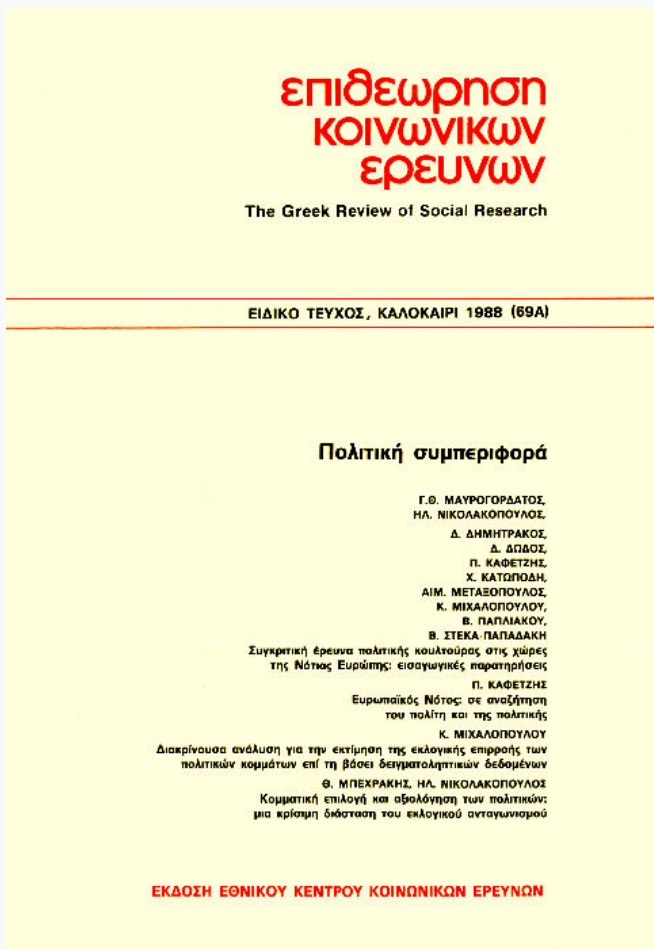 επιθεωρηση
κοινωνικων
ερευνων
The Greek Review of Social Research
ΕΙΔΙΚΟ ΤΕΥΧΟΣ, ΚΑΛΟΚΑΙΡΙ 1988 (69Α)
Πολιτική συμπεριφορά
Γ.Θ. ΜΑΥΡΟΓΟΡΔΑΤΟΣ,
ΗΛ. ΝΙΚΟΛΑΚΟΠΟΥΛΟΣ,
Δ. ΔΗΜΗΤΡΑΚΟΣ,
Δ. ΔΩΔΟΣ,
Π. ΚΑΦΕΤΖΗΣ,
Χ. ΚΑΤΩΠΟΔΗ,
ΑΙΜ. ΜΕΤΑΞΟΠΟΥΛΟΣ,
Κ. ΜΙΧΑΛΟΠΟΥΛΟΥ,
Β. ΠΑΠΛΙΑΚΟΥ,
Β. ΣΤΕΚΑ-ΠΑΠΑΔΑΚΗ
Συγκριτική έρευνα πολιτικής κουλτούρας στις χώρες
της Νότιας Ευρώπης: εισαγωγικές παρατηρήσεις
Π. ΚΑΦΕΤΖΗΣ
Ευρωπαϊκός Νότος: σε αναζήτηση
του πολίτη και της πολιτικής
Κ. ΜΙΧΑΛΟΠΟΥΛΟΥ
Διακρίνουσα ανάλυση για την εκτίμηση της εκλογικής επιρροής των
πολιτικών κομμάτων επί τη βάσει δειγματοληπτικών δεδομένων
Θ. ΜΠΕΧΡΑΚΗΣ, ΗΛ. ΝΙΚΟΛΑΚΟΠΟΥΛΟΣ
Κομματική επιλογή και αξιολόγηση των πολιτικών:
μια κρίσιμη διάσταση του εκλογικού ανταγωνισμού
ΕΚΔΟΣΗ ΕΘΝΙΚΟΥ ΚΕΝΤΡΟΥ ΚΟΙΝΩΝΙΚΩΝ ΕΡΕΥΝΩΝ